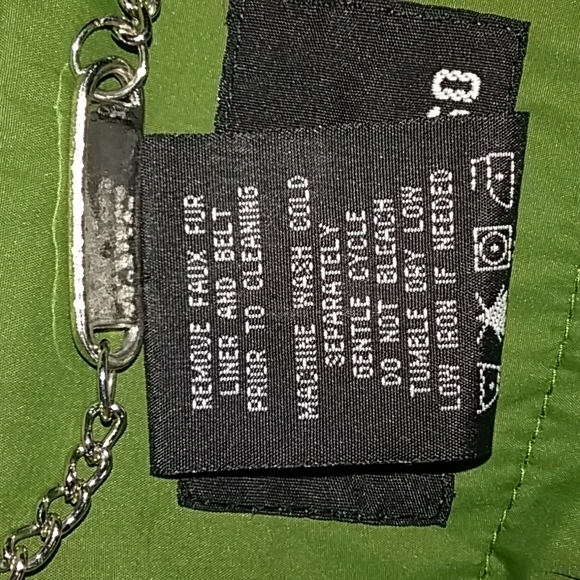 REMOVE FAUX FUR
LINER AND BELT
PRIOR TO CLEANING
MACHINE WASH COLD
SEPARATELY
GENTLE CYCLE
DO NOT BLEACH
TUMBLE DRY LOW
LOW IRON IF NEEDED